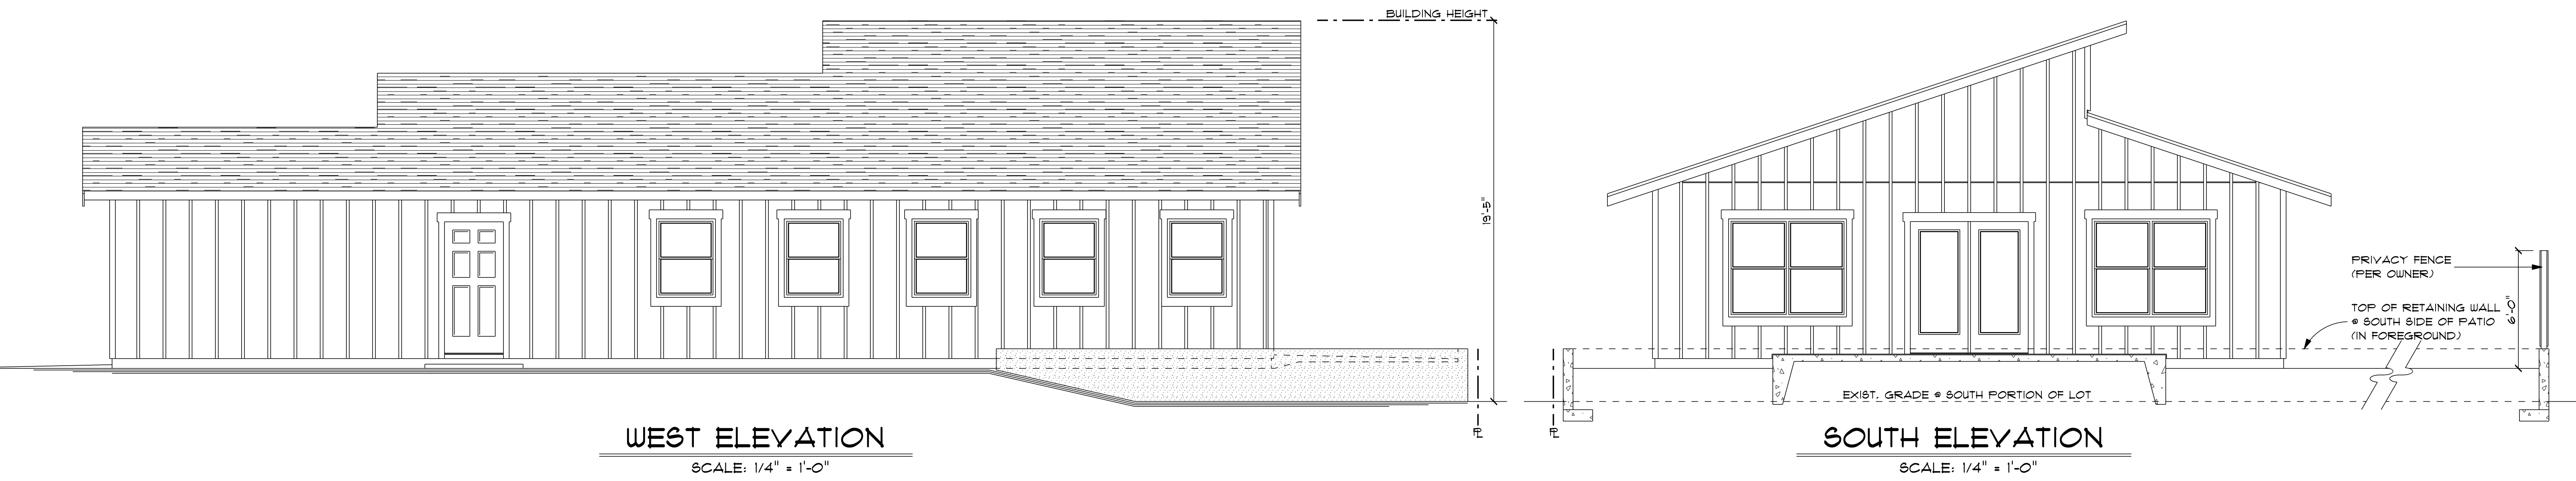 BUILDING HEIGHT
19'-5"
PRIVACY FENCE
(PER OWNER)
TOP OF RETAINING WALL
@ SOUTH SIDE OF PATIO
(IN FOREGROUND)
6'-0"
EXIST. GRADE @ SOUTH PORTION OF LOT
PL
PL
WEST ELEVATION
SCALE: 1/4" = 1'-0"
SOUTH ELEVATION
SCALE: 1/4" = 1'-0"